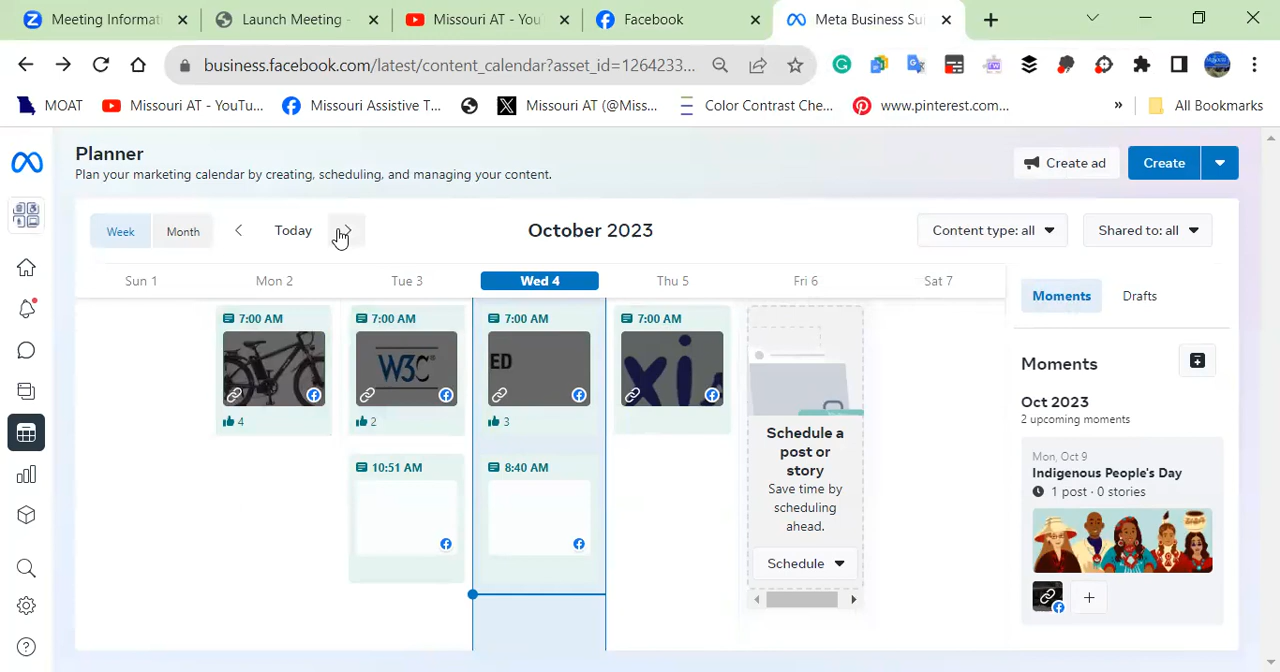 Meeting Informat
Launch Meeting -
Missouri AT - You
Facebook
Meta Business Su
business.facebook.com/latest/content_calendar?asset_id=1264233...
MOAT
Missouri AT - YouTu...
Missouri Assistive T...
Missouri AT (@Miss...
Color Contrast Che...
www.pinterest.com...
»
All Bookmarks
Planner
Plan your marketing calendar by creating, scheduling, and managing your content.
Create ad
Create
Week
Month
Today
October 2023
Content type: all
Shared to: all
Sun 1
Mon 2
Tue 3
Wed 4
Thu 5
Fri 6
Sat 7
Moments
Drafts
7:00 AM
7:00 AM
7:00 AM
7:00 AM
W3C
ED
xi
4
2
3
10:51 AM
8:40 AM
Schedule a
post or
story
Save time by
scheduling
ahead.
Schedule
Moments
Oct 2023
2 upcoming moments
Mon, Oct 9
Indigenous People's Day
1 post · 0 stories